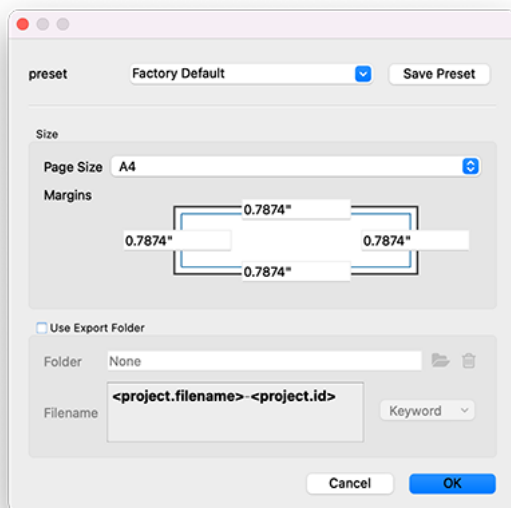 preset Factory Default Save Preset
Size
Page Size A4
Margins
0.7874"
0.7874" 0.7874"
0.7874"
Use Export Folder
Folder None
Filename <project.filename>-<project.id> Keyword
Cancel OK